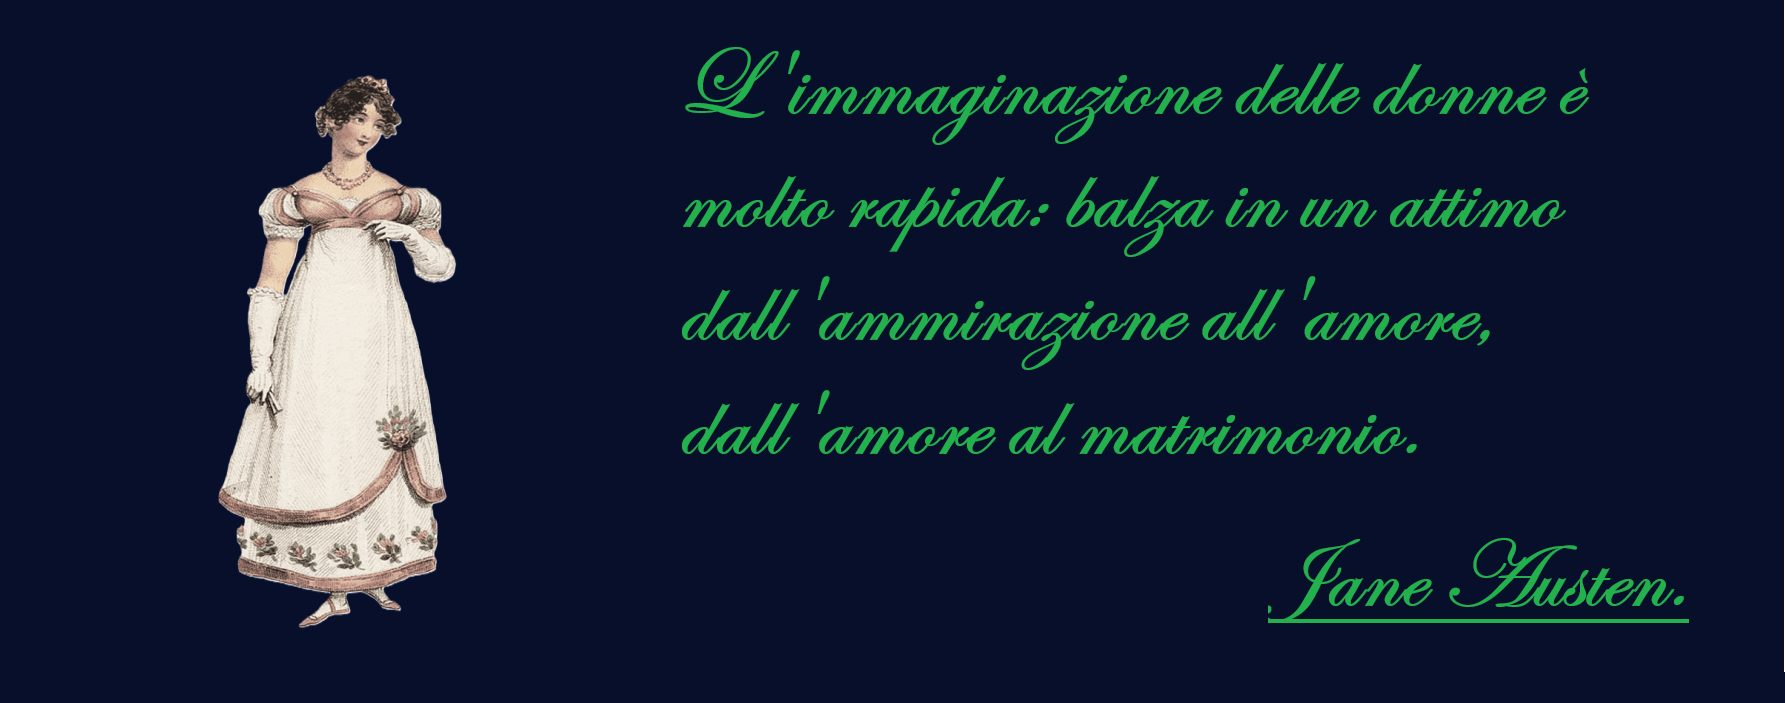 L'immaginazione delle donne è
molto rapida: balza in un attimo
dall'ammirazione all'amore,
dall'amore al matrimonio.
Jane Austen.